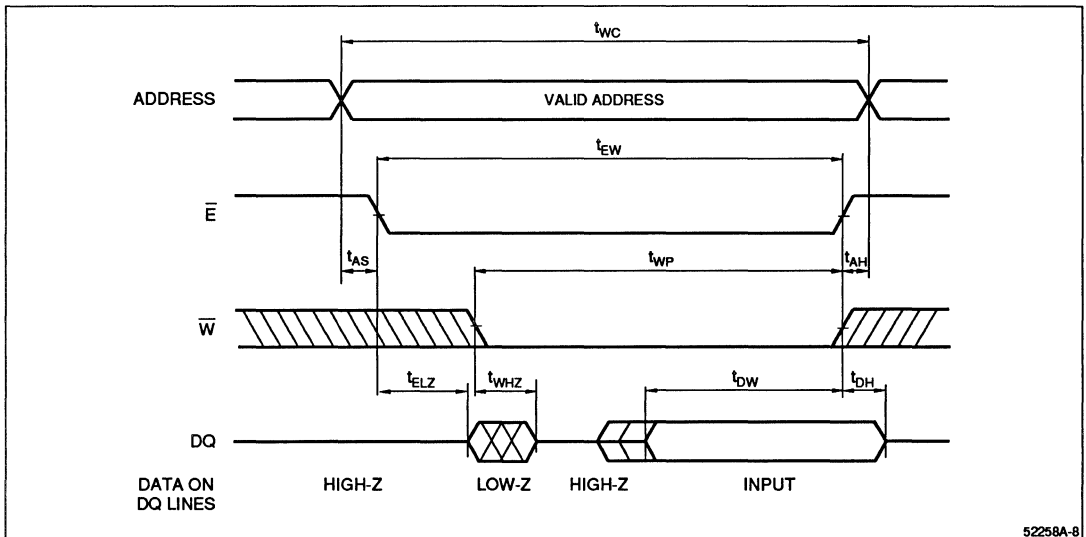 tWC
ADDRESS
VALID ADDRESS
tEW
E
tAS
tWP
tAH
W
tELZ
tWHZ
tDW
tDH
DQ
DATA ON
DQ LINES
HIGH-Z
LOW-Z
HIGH-Z
INPUT
52258A-8